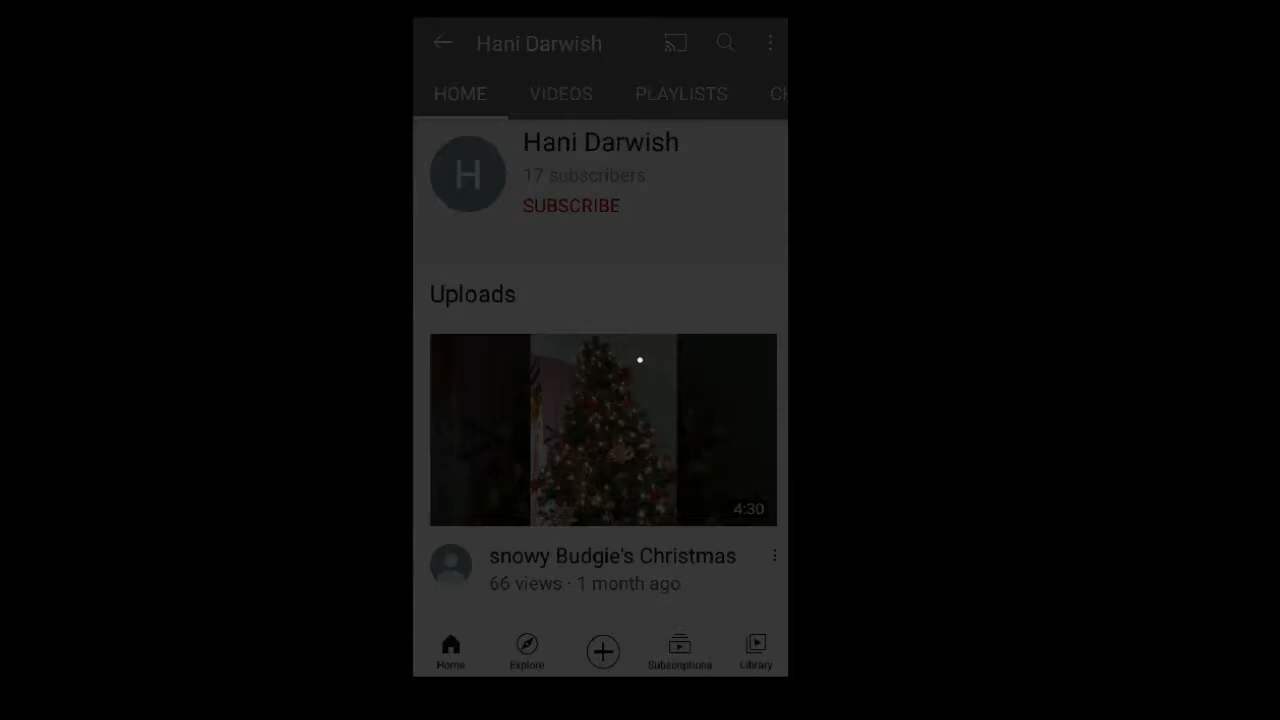 Hani Darwish
HOME VIDEOS PLAYLISTS CH
H
Hani Darwish
17 subscribers
SUBSCRIBE
Uploads
4:30
snowy Budgie's Christmas
66 views · 1 month ago
Home Explore Subscriptions Library